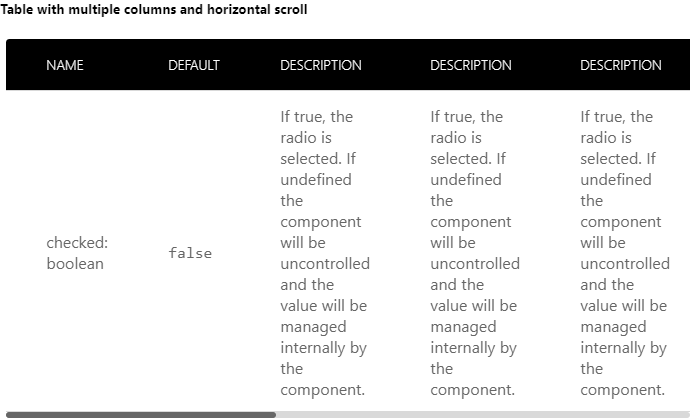 Table with multiple columns and horizontal scroll
NAME DEFAULT DESCRIPTION DESCRIPTION DESCRIPTION
If true, the If true, the If true, the
radio is radio is radio is
selected. If selected. If selected. If
undefined undefined undefined
the the the
component component component
checked: will be will be will be
boolean false uncontrolled uncontrolled uncontrolled
and the and the and the
value will be value will be value will be
managed managed managed
internally by internally by internally by
the the the
component. component. component.